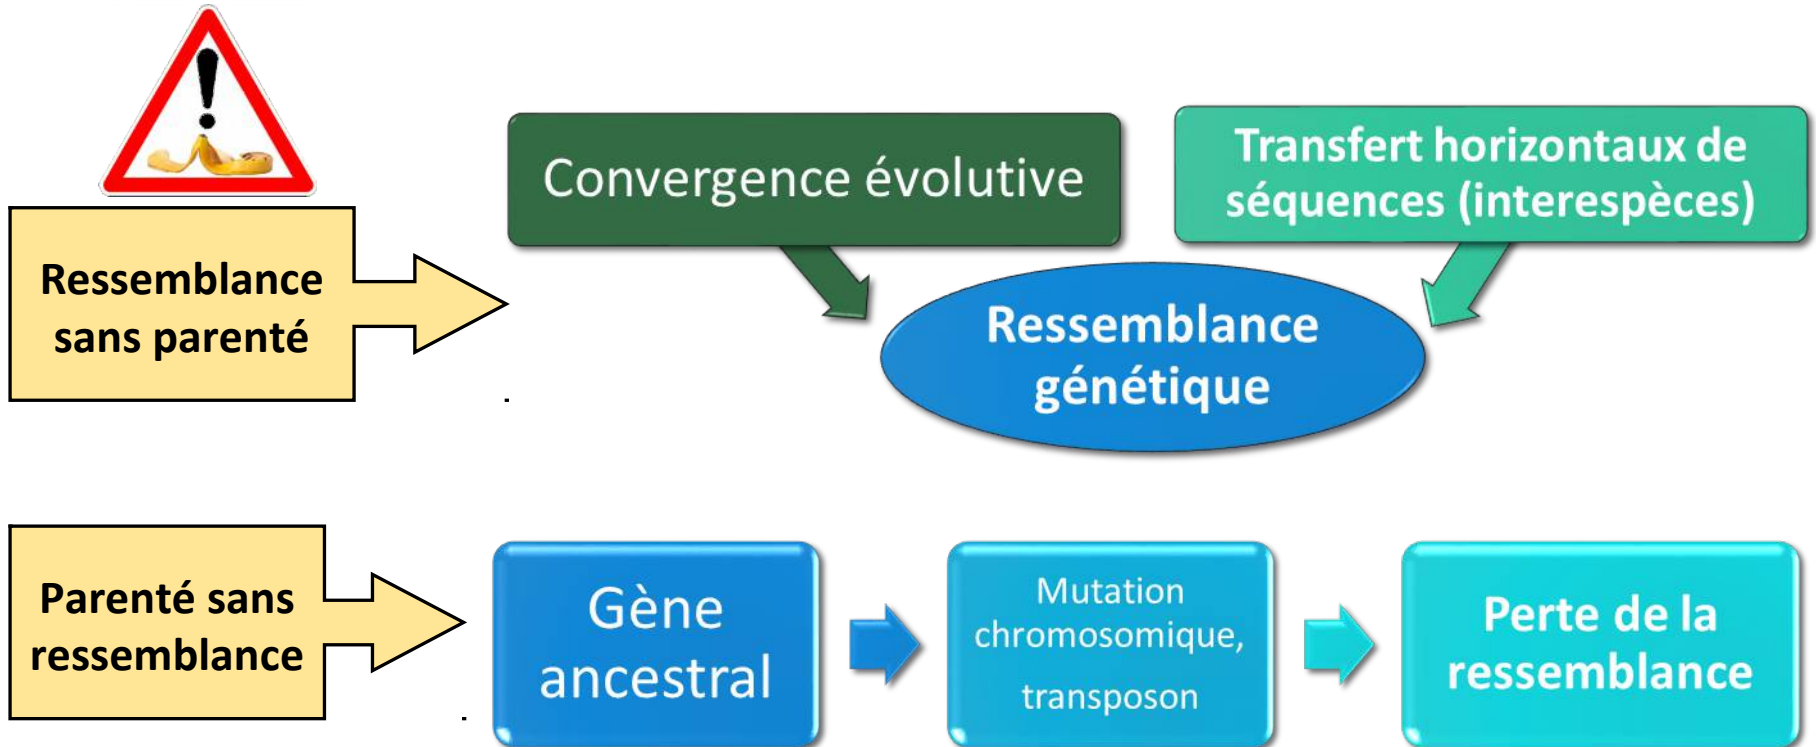 Ressemblance
sans parenté
Convergence évolutive
Transfert horizontaux de
séquences (interespèces)
Ressemblance
génétique
Parenté sans
ressemblance
Gène
ancestral
Mutation
chromosomique,
transposon
Perte de la
ressemblance